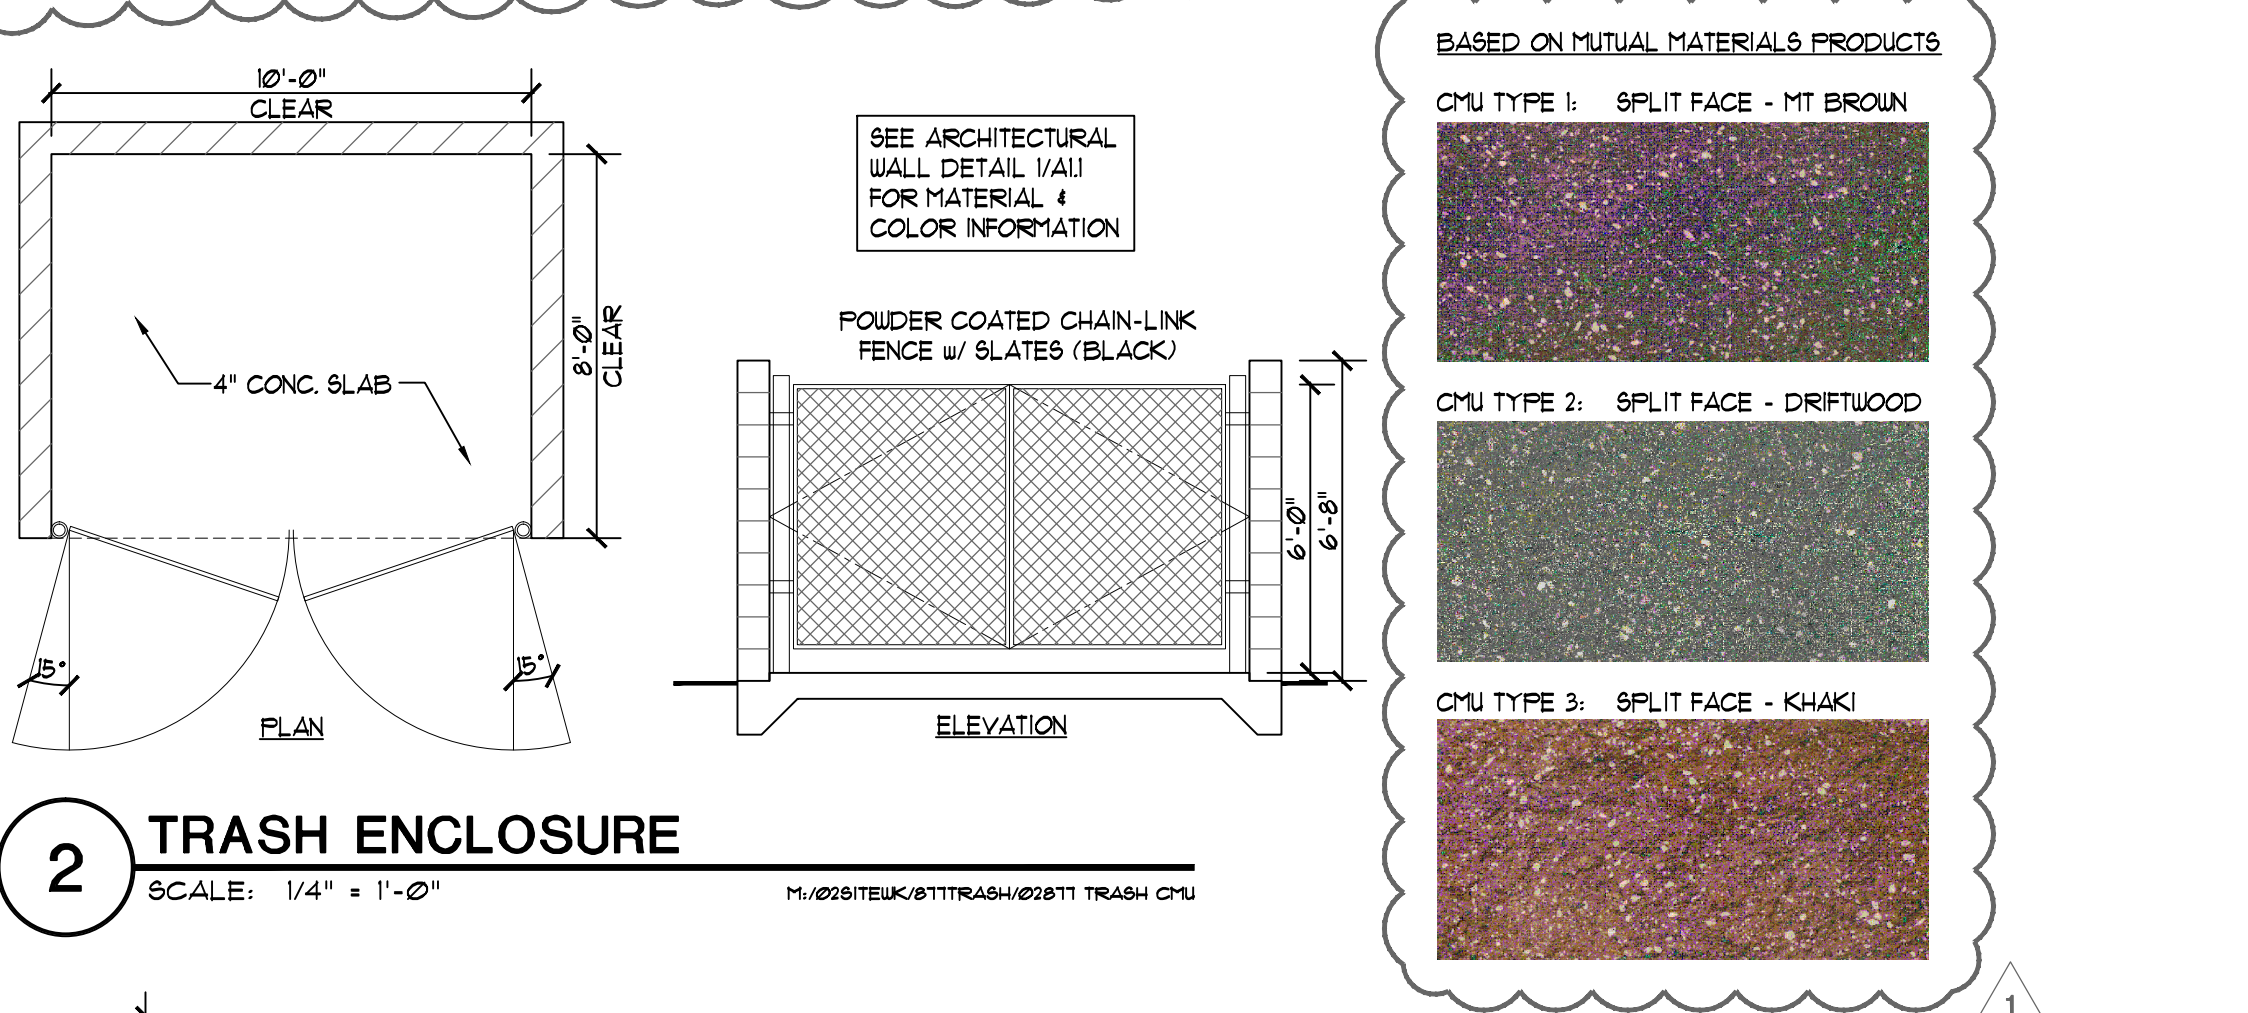 10'-0"
CLEAR
8'-0"
CLEAR
4" CONC. SLAB
15°
15°
PLAN
SEE ARCHITECTURAL
WALL DETAIL 1/A1.1
FOR MATERIAL &
COLOR INFORMATION
POWDER COATED CHAIN-LINK
FENCE w/ SLATES (BLACK)
6'-0"
6'-8"
ELEVATION
2
TRASH ENCLOSURE
SCALE: 1/4" = 1'-0"
M:/02SITEWK/877TRASH/02877 TRASH CMU
BASED ON MUTUAL MATERIALS PRODUCTS
CMU TYPE 1: SPLIT FACE - MT BROWN
CMU TYPE 2: SPLIT FACE - DRIFTWOOD
CMU TYPE 3: SPLIT FACE - KHAKI
1